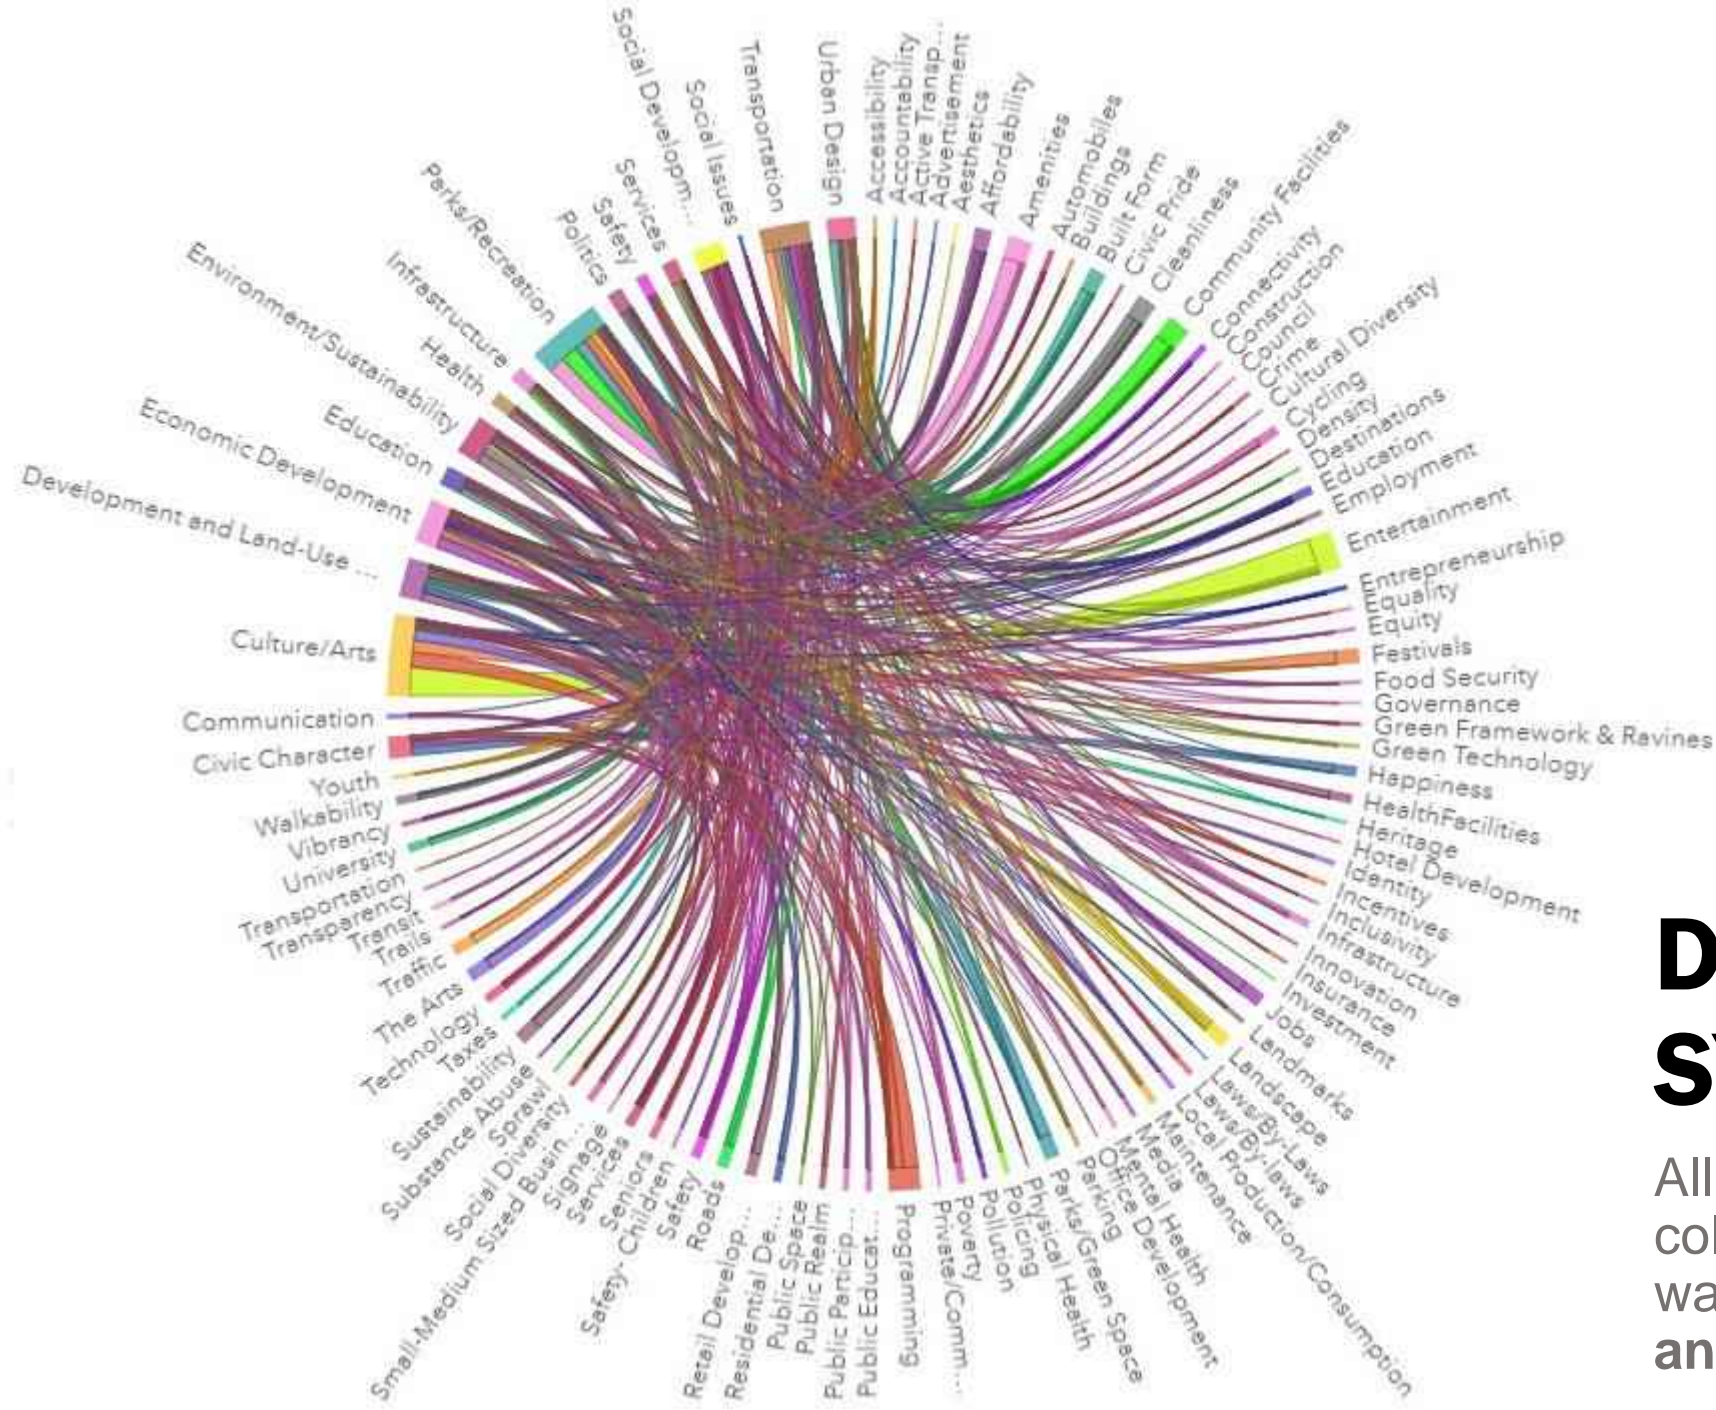 Urban Design
Accessibility
Accountability
Active Transp...
Advertisement
Aesthetics
Affordability
Amenities
Automobiles
Buildings
Built Form
Civic Pride
Cleanliness
Community Facilities
Connectivity
Construction
Council
Crime
Cultural Diversity
Cycling
Density
Destinations
Education
Employment
Entertainment
Entrepreneurship
Equality
Equity
Festivals
Food Security
Governance
Green Framework & Ravines
Green Technology
Happiness
HealthFacilities
Heritage
Hotel Development
Identity
Incentives
Inclusivity
Infrastructure
Innovation
Insurance
Investment
Jobs
Landmarks
Landscape
Laws/By-Laws
Laws/By-laws
Local Production/Consumption
Maintenance
Media
Mental Health
Office Development
Parking
Parks/Green Space
Physical Health
Policing
Pollution
Poverty
Private/Comm...
Programming
Public Educat...
Public Particip...
Public Realm
Public Space
Residential De...
Retail Develop...
Roads
Safety
Safety- Children
Seniors
Services
Signage
Small-Medium Sized Busin...
Social Diversity
Sprawl
Substance Abuse
Sustainability
Taxes
Technology
The Arts
Traffic
Trails
Transit
Transparency
Transportation
University
Vibrancy
Walkability
Youth
Civic Character
Communication
Culture/Arts
Development and Land-Use ...
Economic Development
Education
Environment/Sustainability
Health
Infrastructure
Parks/Recreation
Politics
Safety
Services
Social Developm...
Social Issues
Transportation
D
All
col
wa
an